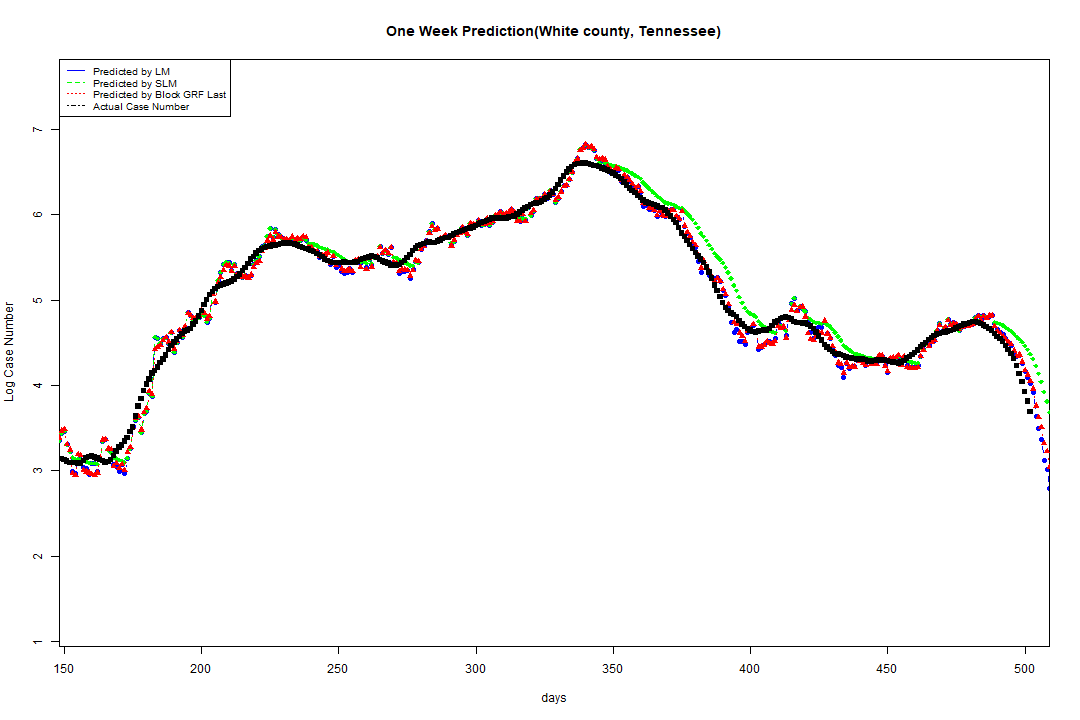 One Week Prediction(White county, Tennessee)
Predicted by LM
Predicted by SLM
Predicted by Block GRF Last
Actual Case Number
7
6
5
4
3
2
1
Log Case Number
150 200 250 300 350 400 450 500
days